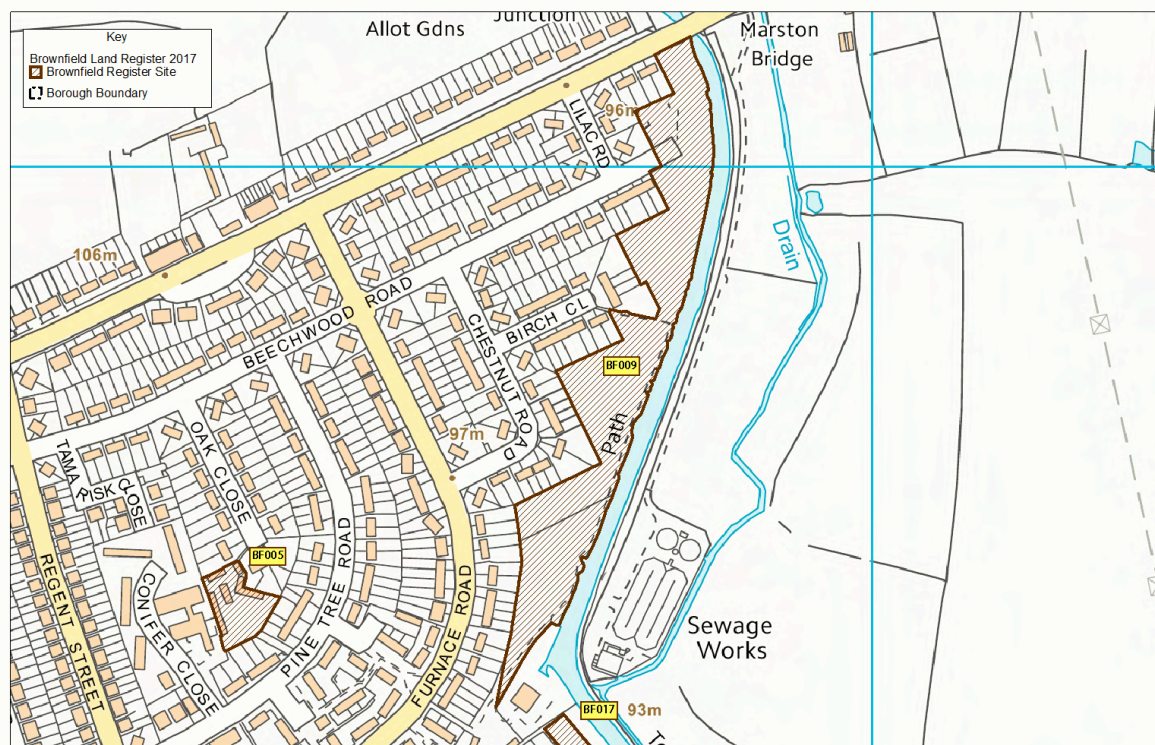 Junction
Allot Gdns
Marston
Bridge
Key
Brownfield Land Register 2017
Brownfield Register Site
Borough Boundary
LILAC RD
96m
106m
Drain
BEECHWOOD ROAD
BIRCH CL
CHESTNUT ROAD
BF009
Path
97m
OAK CLOSE
TAMARISK CLOSE
BF005
REGENT STREET
CONIFER CLOSE
PINE TREE ROAD
FURNACE ROAD
Sewage
Works
BF017
93m